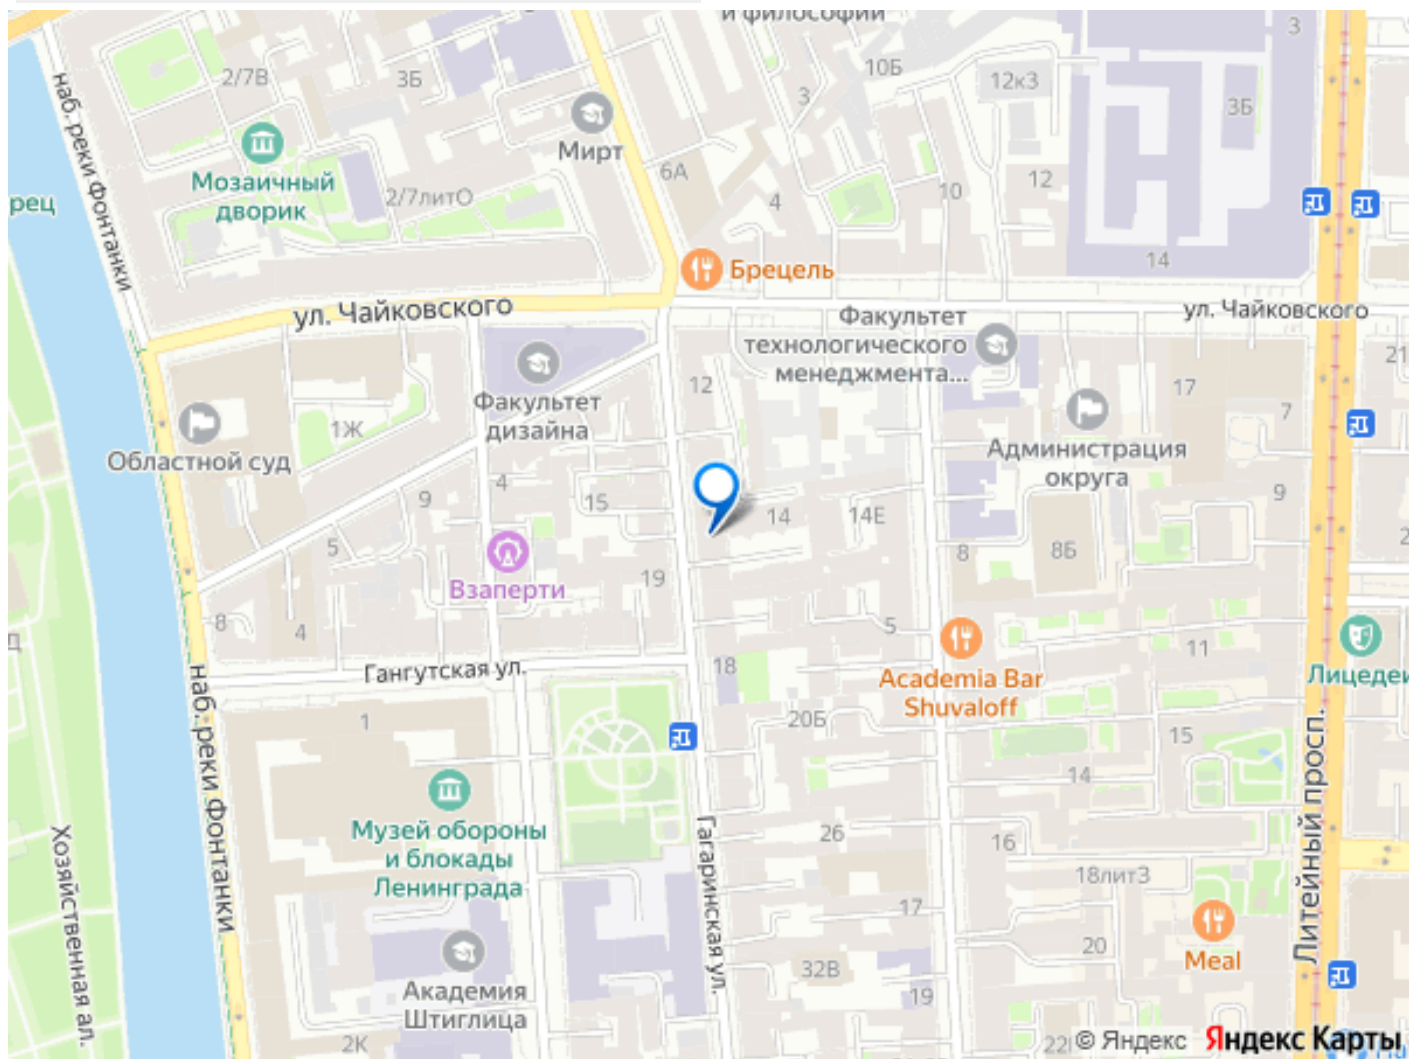 и философии
3
2/7В
3Б
10Б
12к3
3
3Б
наб. реки Фонтанки
Мирт
6А
Мозаичный
дворик
2/7литО
10
12
4
рец
14
Брецель
ул. Чайковского
ул. Чайковского
Факультет
технологического
менеджмента...
21
12
17
7
Факультет
дизайна
1Ж
Областной суд
Администрация
округа
9
4
15
9
14
14Е
5
8
8Б
2
Взаперти
19
8
4
5
11
Д
Гангутская ул.
18
Academia Bar
Shuvaloff
Лицедеи
наб. реки Фонтанки
1
20Б
15
14
Литейный просп.
Музей обороны
и блокады
Ленинграда
Хозяйственная ал.
Гагаринская ул.
26
16
18литЗ
17
20
Meal
32В
19
Академия
Штиглица
2К
22
© Яндекс Яндекс Карты